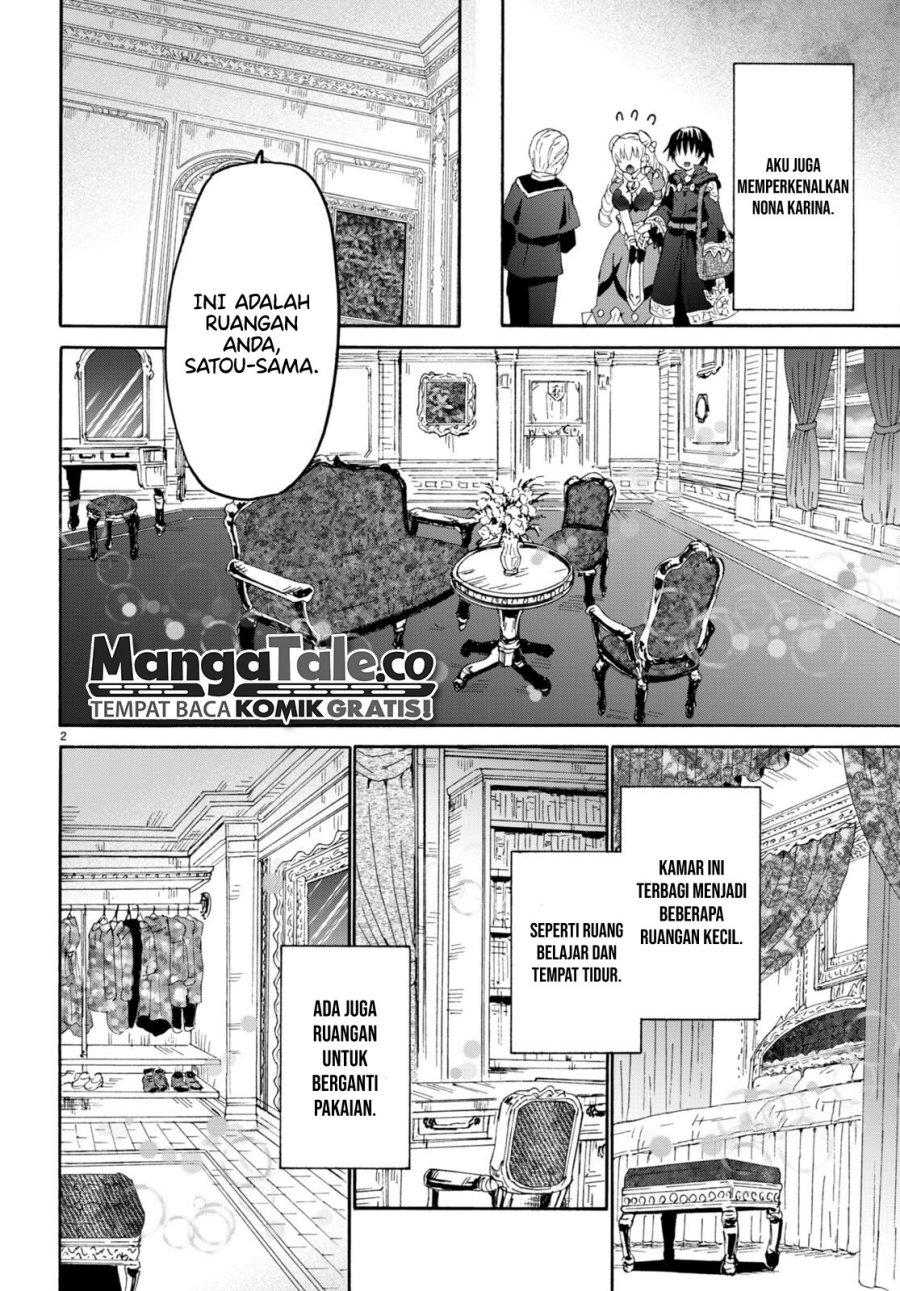 AKU JUGA
MEMPERKENALKAN
NONA KARINA.
INI ADALAH
RUANGAN
ANDA,
SATOU-SAMA.
MangaTale.co
TEMPAT BACA KOMIK GRATIS!
2
KAMAR INI
TERBAGI MENJADI
BEBERAPA
RUANGAN KECIL.
SEPERTI RUANG
BELAJAR DAN
TEMPAT TIDUR.
ADA JUGA
RUANGAN
UNTUK
BERGANTI
PAKAIAN.